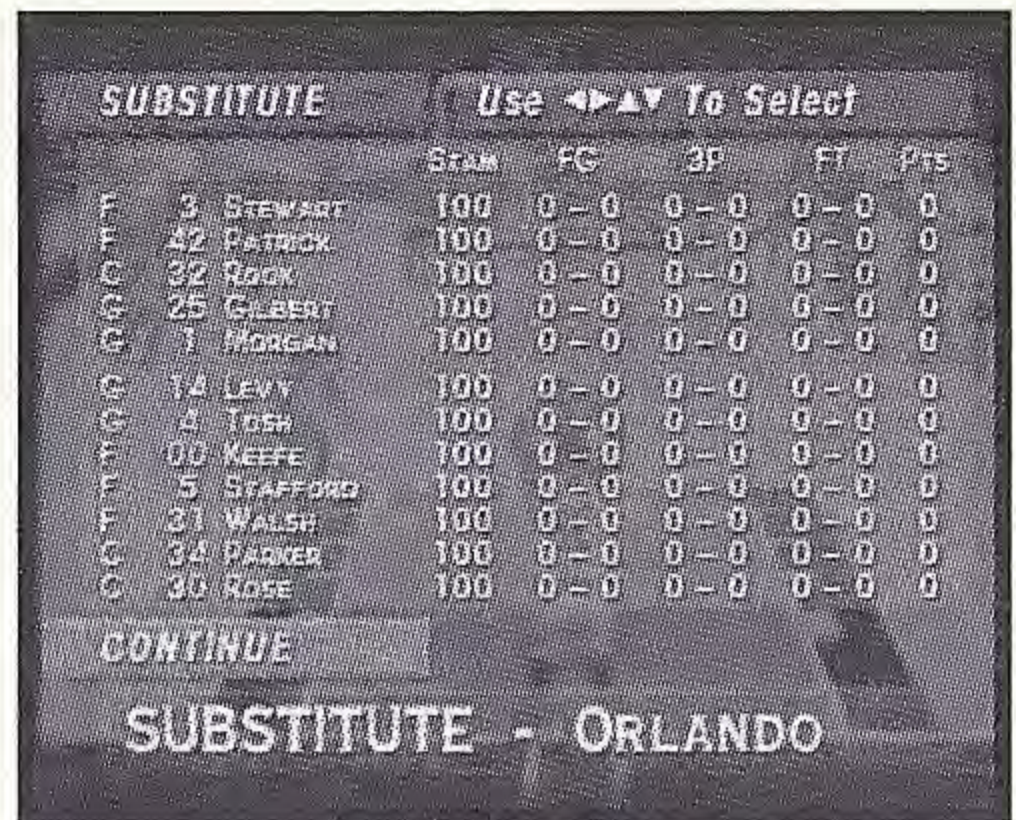 SUBSTITUTE Use ◀▶▲▼ To Select
STAM FG 3P FT PTS
F 3 STEWART 100 0 - 0 0 - 0 0 - 0 0
F 42 PATRICK 100 0 - 0 0 - 0 0 - 0 0
C 32 ROOK 100 0 - 0 0 - 0 0 - 0 0
G 25 GILBERT 100 0 - 0 0 - 0 0 - 0 0
G 1 MORGAN 100 0 - 0 0 - 0 0 - 0 0
G 14 LEVY 100 0 - 0 0 - 0 0 - 0 0
G 4 TOSH 100 0 - 0 0 - 0 0 - 0 0
F 00 KEEFE 100 0 - 0 0 - 0 0 - 0 0
F 5 STAFFORD 100 0 - 0 0 - 0 0 - 0 0
F 31 WALSH 100 0 - 0 0 - 0 0 - 0 0
C 34 PARKER 100 0 - 0 0 - 0 0 - 0 0
C 30 ROSE 100 0 - 0 0 - 0 0 - 0 0
CONTINUE
SUBSTITUTE - ORLANDO